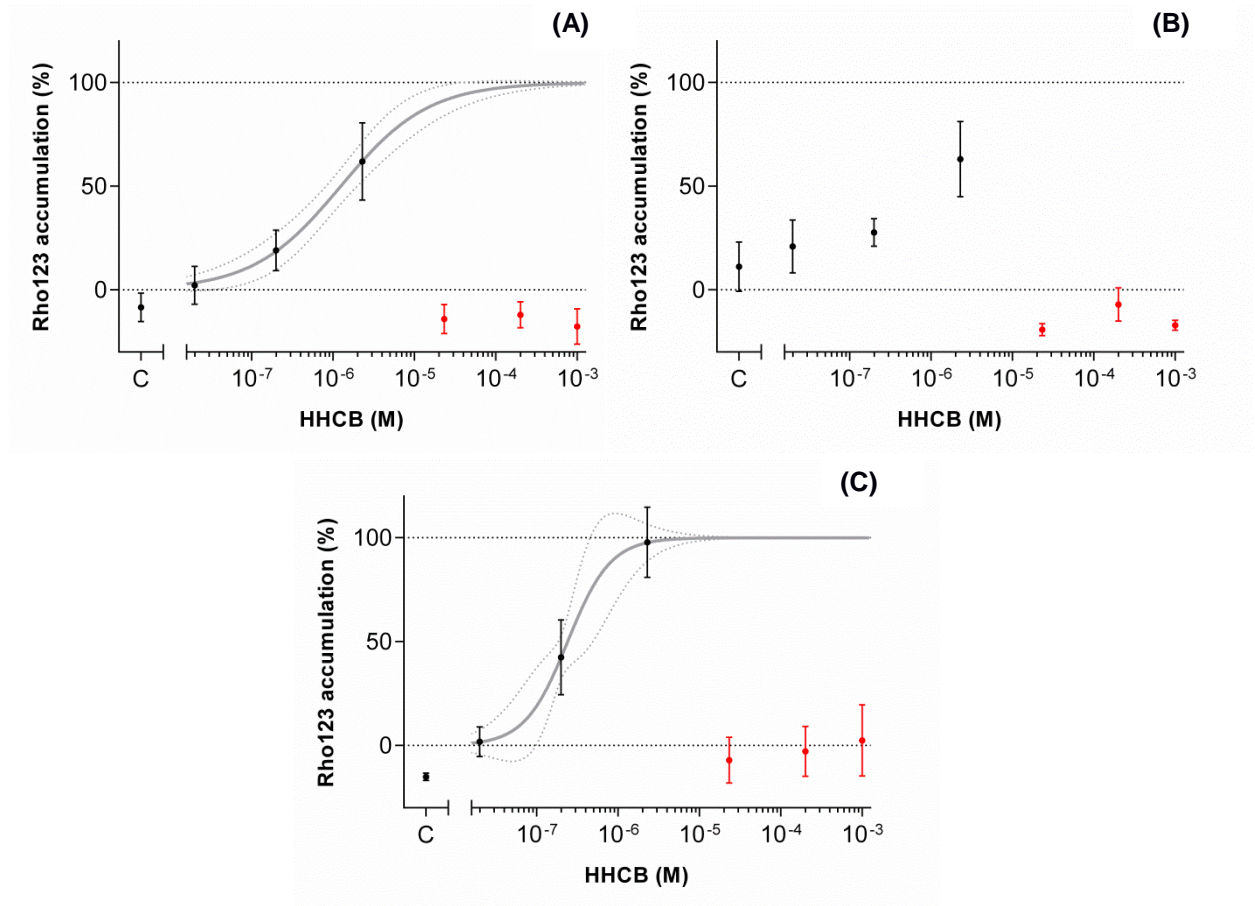 (A)
Rho123 accumulation (%)
100
50
0
C
10⁻⁷ 10⁻⁶ 10⁻⁵ 10⁻⁴ 10⁻³
HHCB (M)
(B)
Rho123 accumulation (%)
100
50
0
C
10⁻⁷ 10⁻⁶ 10⁻⁵ 10⁻⁴ 10⁻³
HHCB (M)
(C)
Rho123 accumulation (%)
100
50
0
C
10⁻⁷ 10⁻⁶ 10⁻⁵ 10⁻⁴ 10⁻³
HHCB (M)